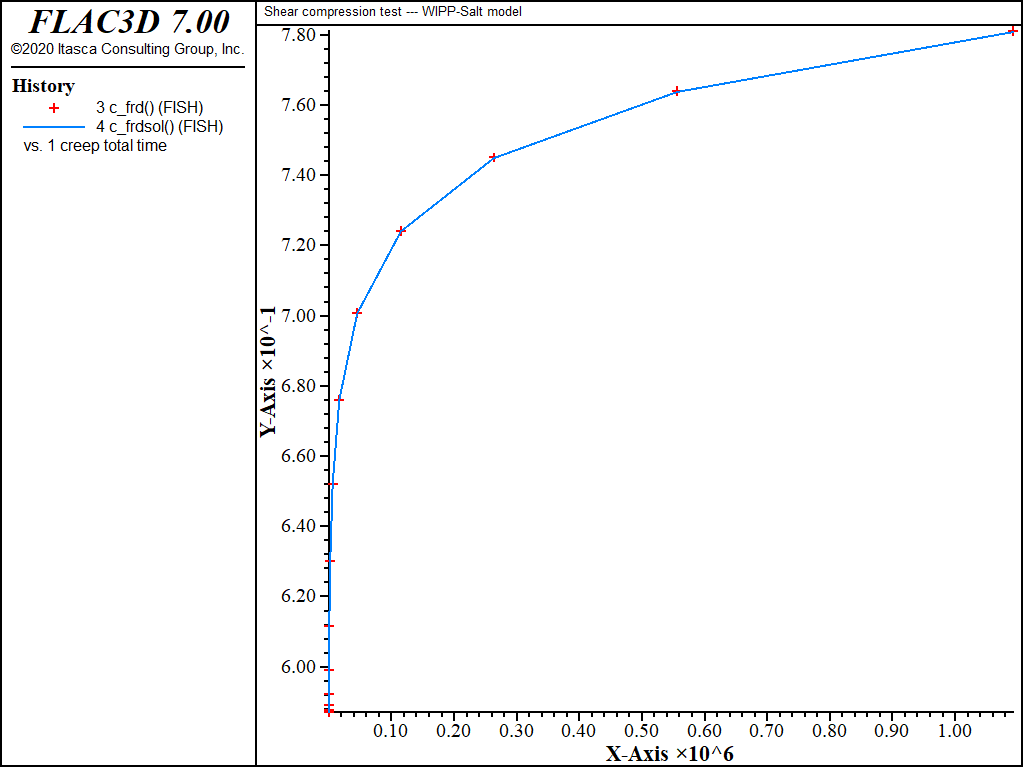 FLAC3D 7.00
©2020 Itasca Consulting Group, Inc.
History
3 c_frd() (FISH)
4 c_frdsol() (FISH)
vs. 1 creep total time
Shear compression test --- WIPP-Salt model
Y-Axis ×10^-1
7.80
7.60
7.40
7.20
7.00
6.80
6.60
6.40
6.20
6.00
0.10 0.20 0.30 0.40 0.50 0.60 0.70 0.80 0.90 1.00
X-Axis ×10^6